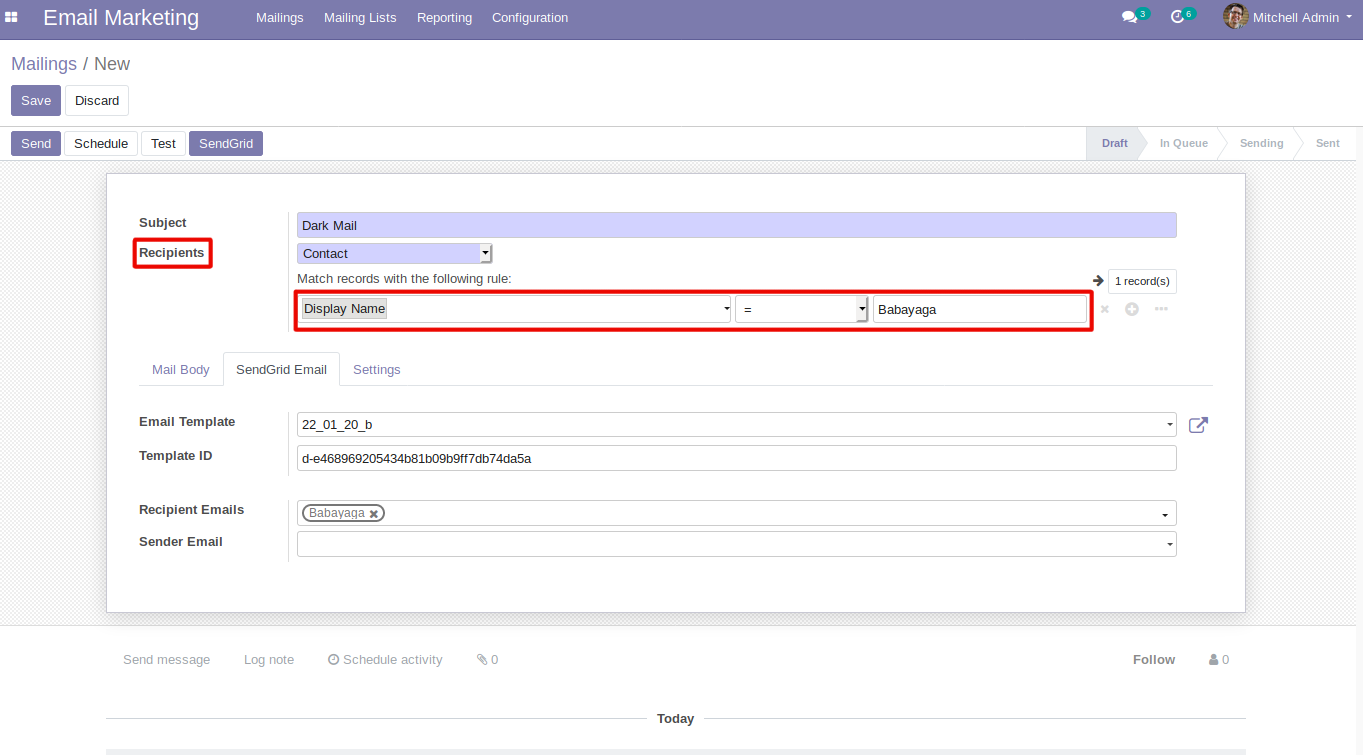 Email Marketing Mailings Mailing Lists Reporting Configuration 3 6 Mitchell Admin
Mailings / New
Save Discard
Send Schedule Test SendGrid Draft In Queue Sending Sent
Subject Dark Mail
Recipients Contact
Match records with the following rule: 1 record(s)
Display Name = Babayaga
Mail Body SendGrid Email Settings
Email Template 22_01_20_b
Template ID d-e468969205434b81b09b9ff7db74da5a
Recipient Emails Babayaga
Sender Email
Send message Log note Schedule activity 0 Follow 0
Today